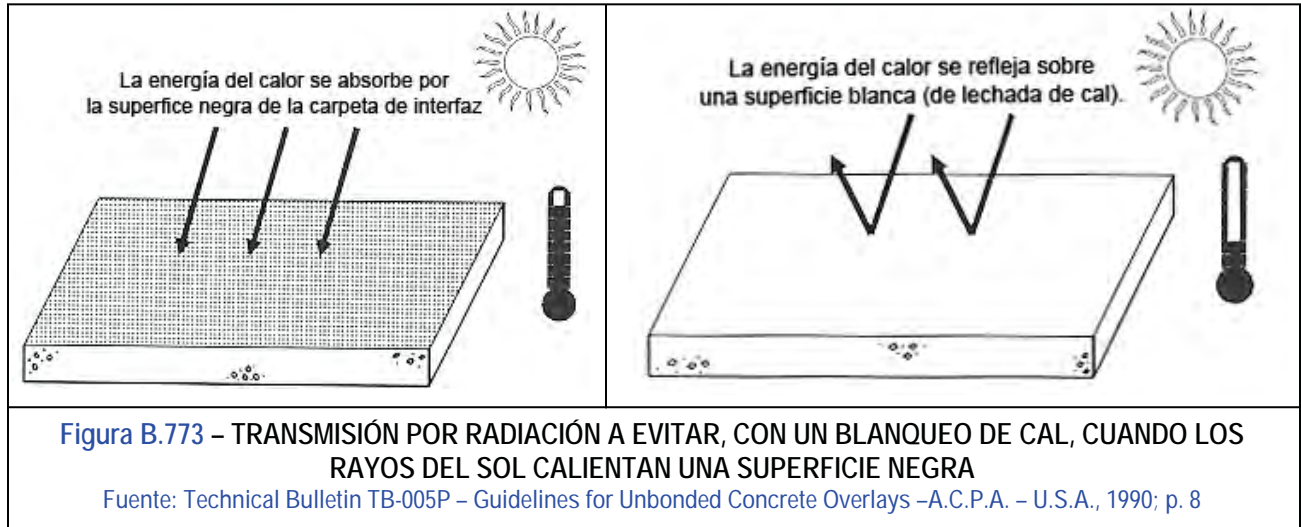 La energía del calor se absorbe por
la superfice negra de la carpeta de interfaz
La energía del calor se refleja sobre
una superficie blanca (de lechada de cal).
Figura B.773 – TRANSMISIÓN POR RADIACIÓN A EVITAR, CON UN BLANQUEO DE CAL, CUANDO LOS
RAYOS DEL SOL CALIENTAN UNA SUPERFICIE NEGRA
Fuente: Technical Bulletin TB-005P – Guidelines for Unbonded Concrete Overlays –A.C.P.A. – U.S.A., 1990; p. 8